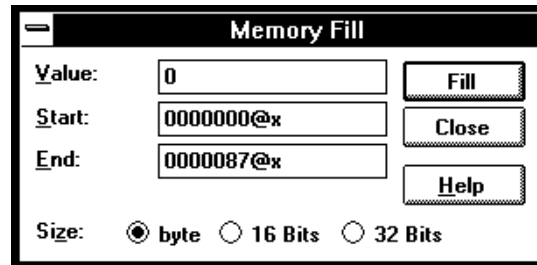 Memory Fill
Value: 0 Fill
Start: 0000000@x Close
End: 0000087@x
Help
Size: byte 16 Bits 32 Bits